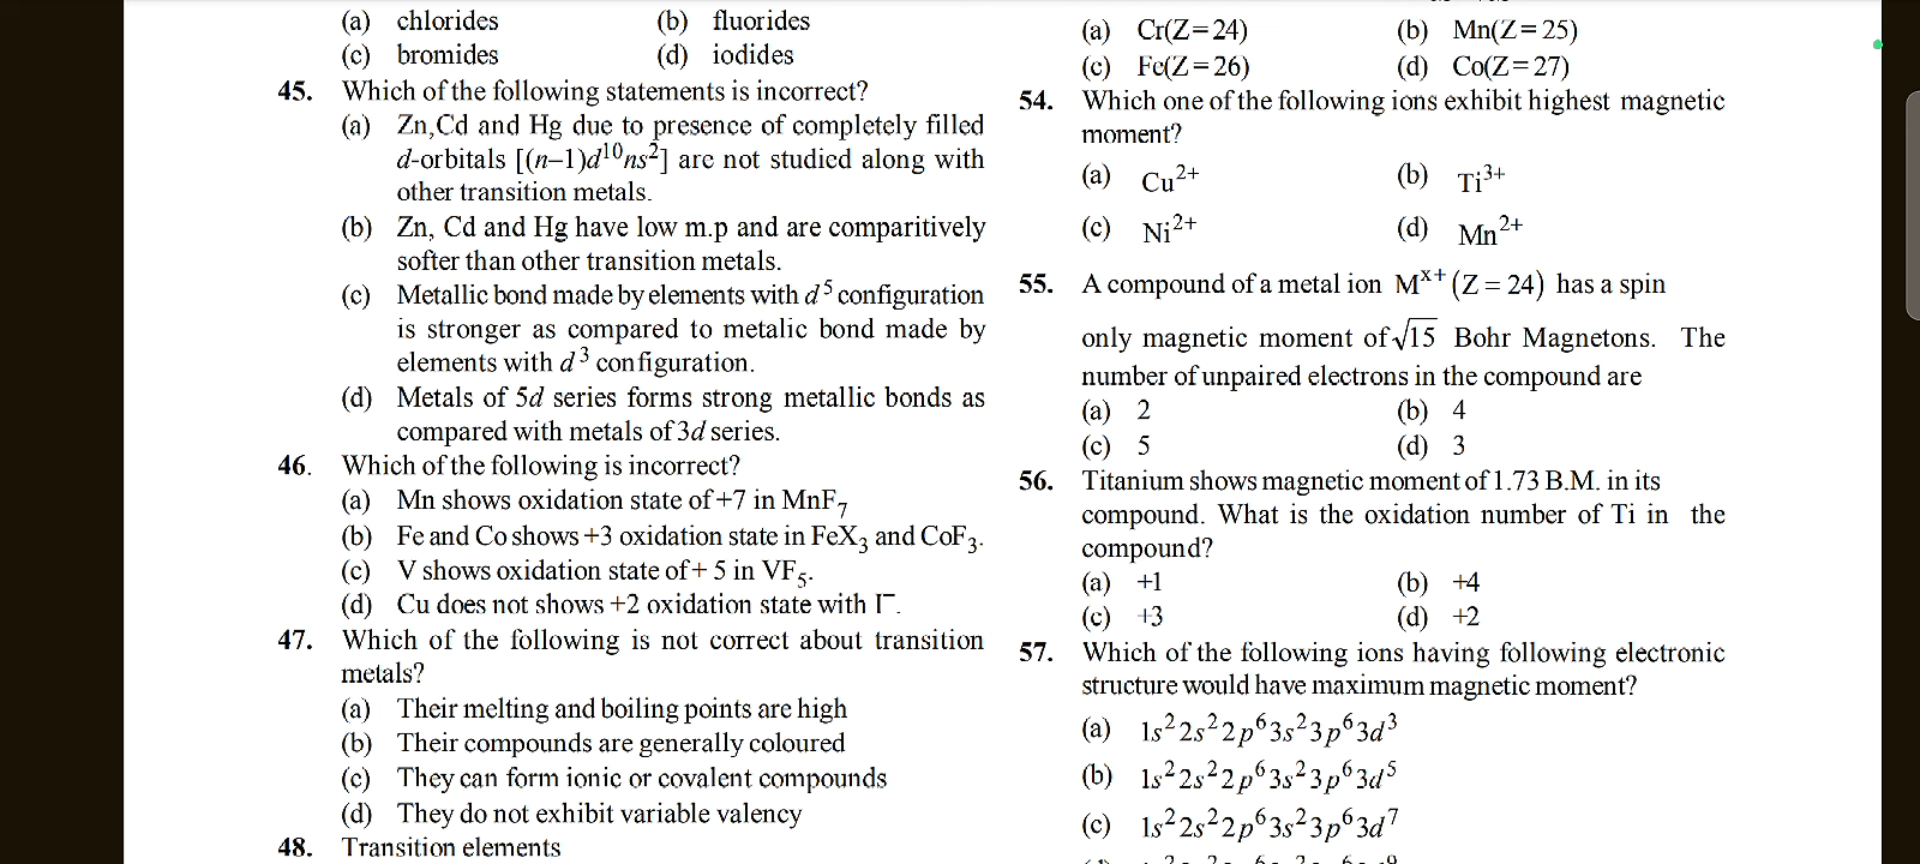 (a) chlorides (b) fluorides
(c) bromides (d) iodides
45. Which of the following statements is incorrect?
(a) Zn,Cd and Hg due to presence of completely filled
d-orbitals [(n–1)d¹⁰ns²] are not studied along with
other transition metals.
(b) Zn, Cd and Hg have low m.p and are comparitively
softer than other transition metals.
(c) Metallic bond made by elements with d⁵ configuration
is stronger as compared to metalic bond made by
elements with d³ configuration.
(d) Metals of 5d series forms strong metallic bonds as
compared with metals of 3d series.
46. Which of the following is incorrect?
(a) Mn shows oxidation state of +7 in MnF₇
(b) Fe and Co shows +3 oxidation state in FeX₃ and CoF₃.
(c) V shows oxidation state of + 5 in VF₅.
(d) Cu does not shows +2 oxidation state with I⁻.
47. Which of the following is not correct about transition
metals?
(a) Their melting and boiling points are high
(b) Their compounds are generally coloured
(c) They can form ionic or covalent compounds
(d) They do not exhibit variable valency
48. Transition elements
(a) Cr(Z=24) (b) Mn(Z=25)
(c) Fe(Z=26) (d) Co(Z=27)
54. Which one of the following ions exhibit highest magnetic
moment?
(a) Cu²⁺ (b) Ti³⁺
(c) Ni²⁺ (d) Mn²⁺
55. A compound of a metal ion Mˣ⁺ (Z = 24) has a spin
only magnetic moment of √15 Bohr Magnetons. The
number of unpaired electrons in the compound are
(a) 2 (b) 4
(c) 5 (d) 3
56. Titanium shows magnetic moment of 1.73 B.M. in its
compound. What is the oxidation number of Ti in the
compound?
(a) +1 (b) +4
(c) +3 (d) +2
57. Which of the following ions having following electronic
structure would have maximum magnetic moment?
(a) 1s²2s²2p⁶3s²3p⁶3d³
(b) 1s²2s²2p⁶3s²3p⁶3d⁵
(c) 1s²2s²2p⁶3s²3p⁶3d⁷